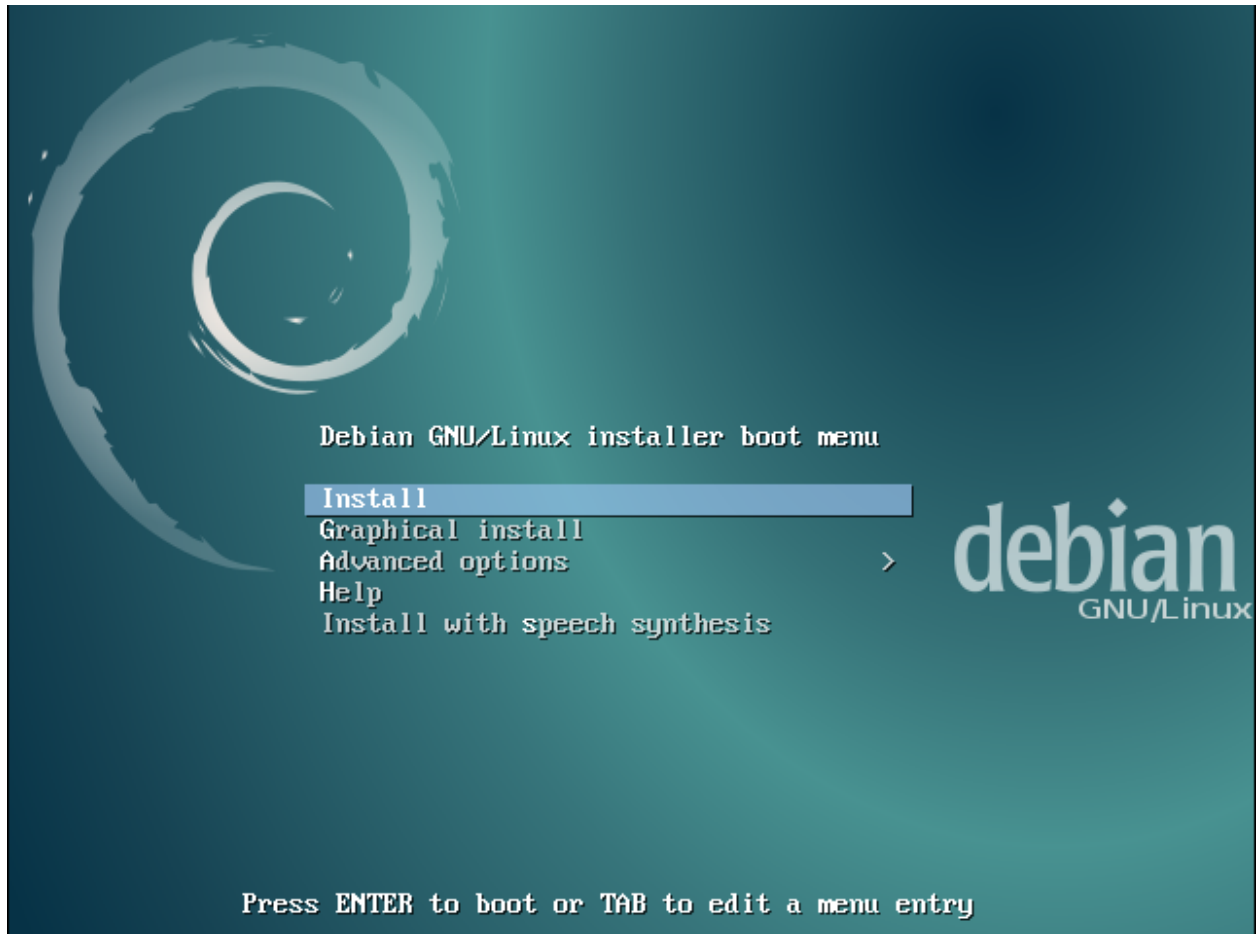 Debian GNU/Linux installer boot menu
Install
Graphical install
Advanced options >
Help
Install with speech synthesis
debian
GNU/Linux
Press ENTER to boot or TAB to edit a menu entry